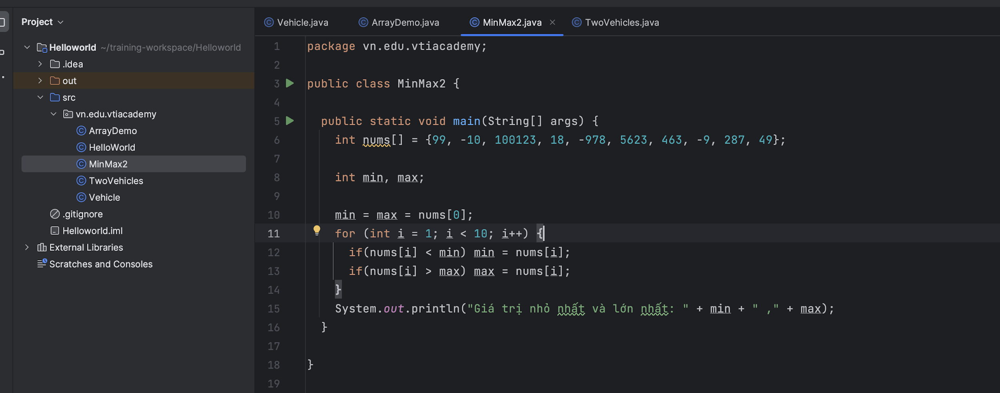 Project
Helloworld ~/training-workspace/Helloworld
.idea
out
src
vn.edu.vtiacademy
ArrayDemo
HelloWorld
MinMax2
TwoVehicles
Vehicle
.gitignore
Helloworld.iml
External Libraries
Scratches and Consoles
Vehicle.java ArrayDemo.java MinMax2.java TwoVehicles.java
1 package vn.edu.vtiacademy;
2
3 public class MinMax2 {
4
5 public static void main(String[] args) {
6 int nums[] = {99, -10, 100123, 18, -978, 5623, 463, -9, 287, 49};
7
8 int min, max;
9
10 min = max = nums[0];
11 for (int i = 1; i < 10; i++) {
12 if(nums[i] < min) min = nums[i];
13 if(nums[i] > max) max = nums[i];
14 }
15 System.out.println("Giá trị nhỏ nhất và lớn nhất: " + min + " ," + max);
16 }
17
18 }
19